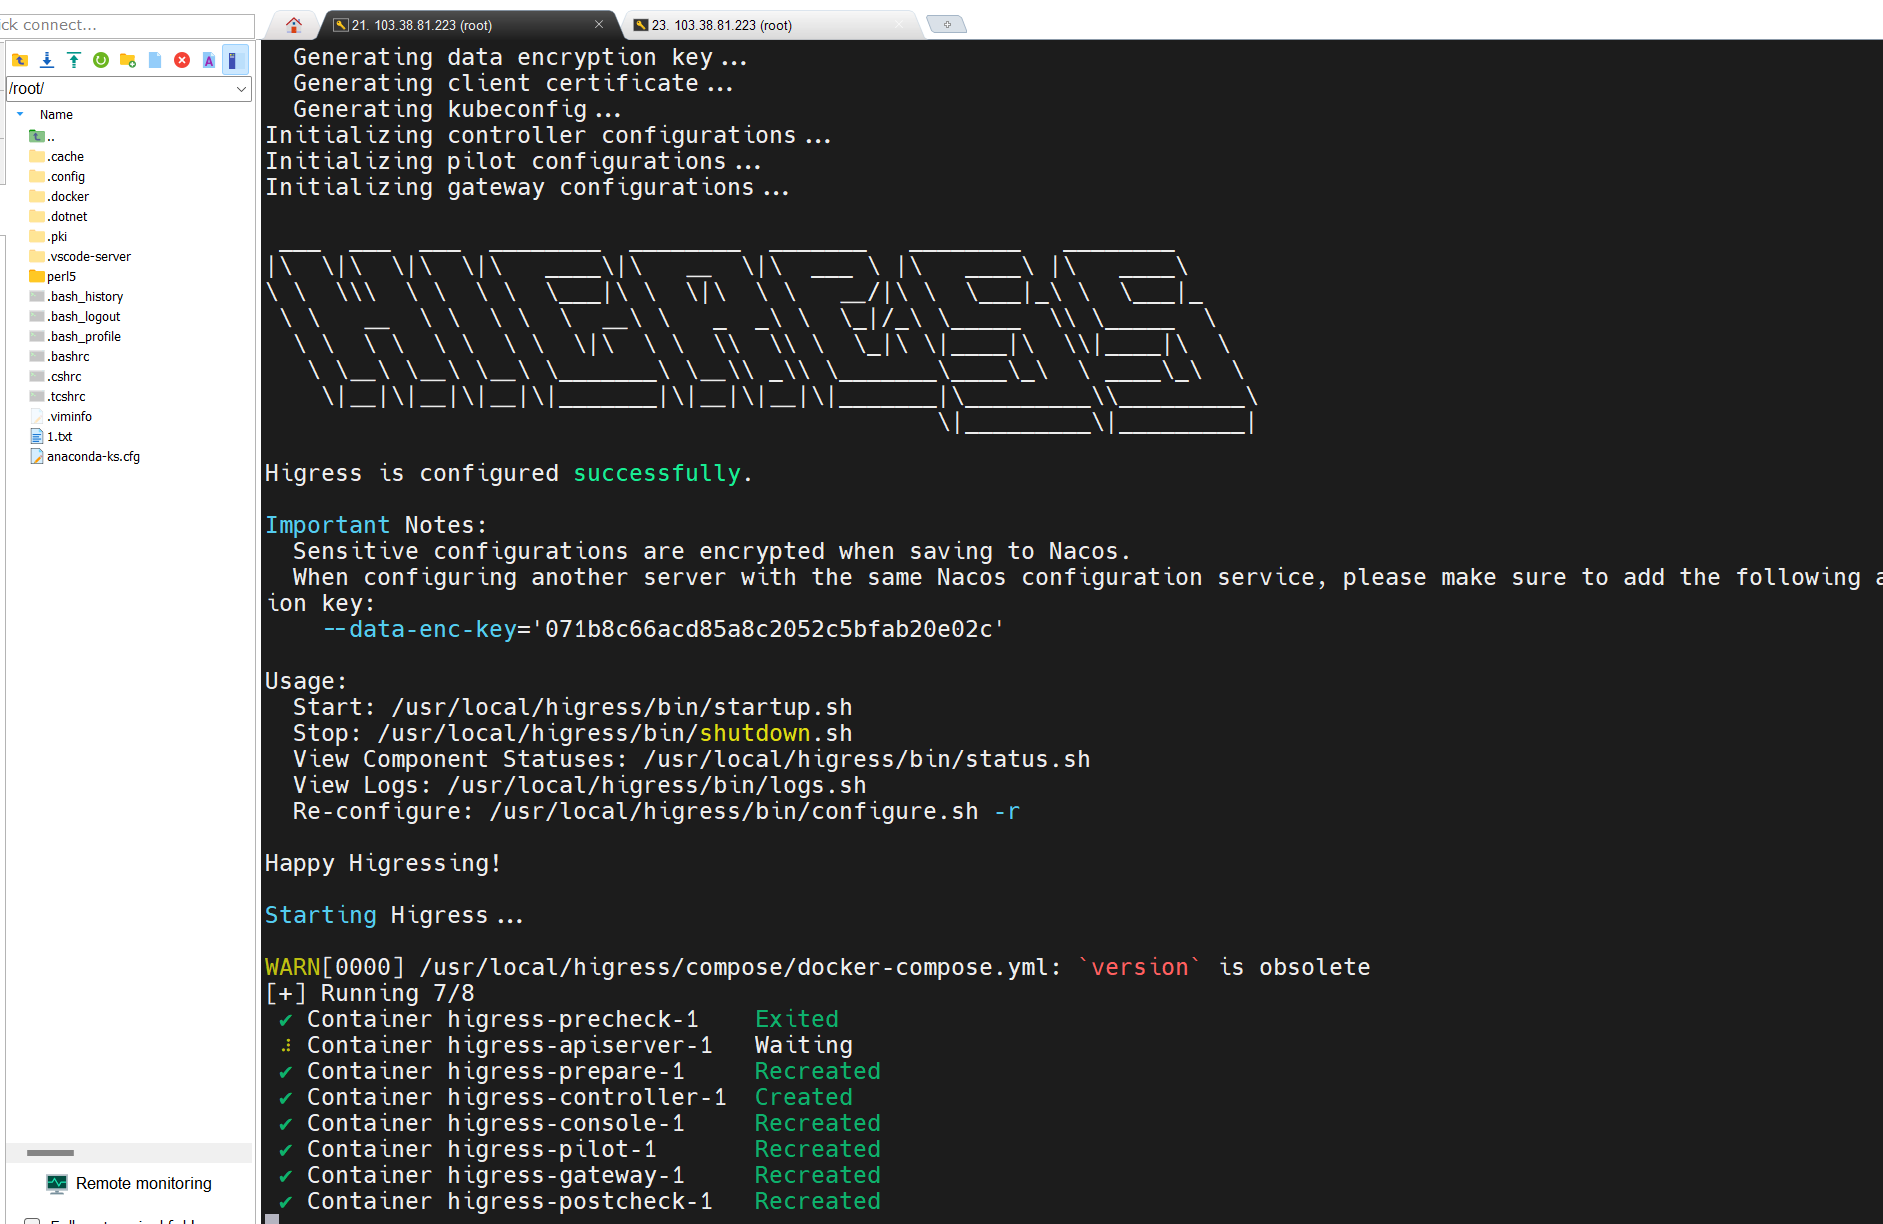 ck connect...
21. 103.38.81.223 (root)
23. 103.38.81.223 (root)
/root/
Name
..
.cache
.config
.docker
.dotnet
.pki
.vscode-server
perl5
.bash_history
.bash_logout
.bash_profile
.bashrc
.cshrc
.tcshrc
.viminfo
1.txt
anaconda-ks.cfg
Remote monitoring
Generating data encryption key...
Generating client certificate...
Generating kubeconfig...
Initializing controller configurations...
Initializing pilot configurations...
Initializing gateway configurations...
HIGRESS
Higress is configured successfully.
Important Notes:
Sensitive configurations are encrypted when saving to Nacos.
When configuring another server with the same Nacos configuration service, please make sure to add the following a
ion key:
--data-enc-key='071b8c66acd85a8c2052c5bfab20e02c'
Usage:
Start: /usr/local/higress/bin/startup.sh
Stop: /usr/local/higress/bin/shutdown.sh
View Component Statuses: /usr/local/higress/bin/status.sh
View Logs: /usr/local/higress/bin/logs.sh
Re-configure: /usr/local/higress/bin/configure.sh -r
Happy Higressing!
Starting Higress...
WARN[0000] /usr/local/higress/compose/docker-compose.yml: `version` is obsolete
[+] Running 7/8
✔ Container higress-precheck-1 Exited
⠼ Container higress-apiserver-1 Waiting
✔ Container higress-prepare-1 Recreated
✔ Container higress-controller-1 Created
✔ Container higress-console-1 Recreated
✔ Container higress-pilot-1 Recreated
✔ Container higress-gateway-1 Recreated
✔ Container higress-postcheck-1 Recreated